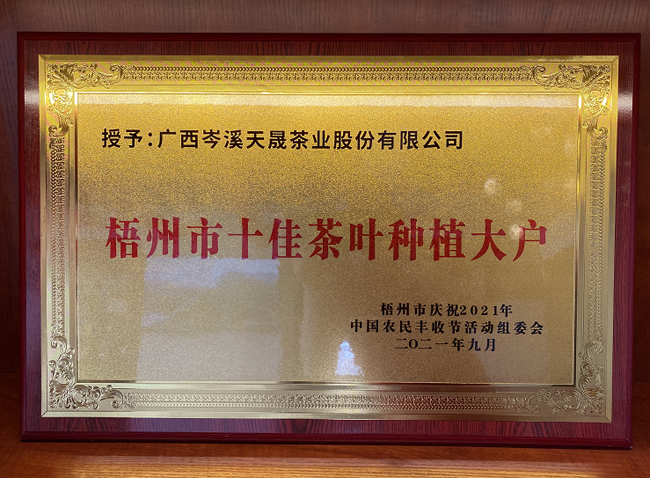 授予:广西岑溪天晟茶业股份有限公司
梧州市十佳茶叶种植大户
梧州市庆祝2021年
中国农民丰收节活动组委会
二〇二一年九月